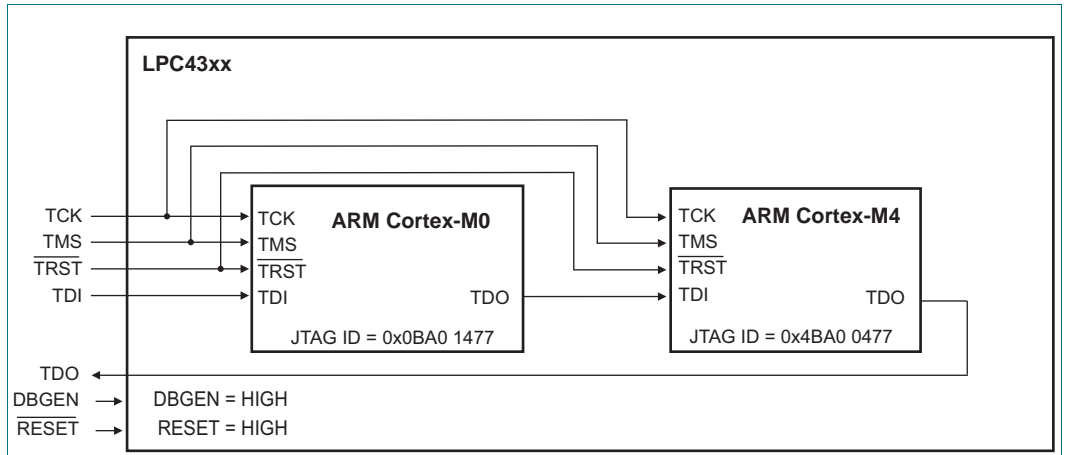 LPC43xx
TCK
TMS
TRST
TDI
TDO
DBGEN
RESET
TCK
TMS
TRST
TDI
ARM Cortex-M0
TDO
JTAG ID = 0x0BA0 1477
TCK
TMS
TRST
TDI
ARM Cortex-M4
TDO
JTAG ID = 0x4BA0 0477
DBGEN = HIGH
RESET = HIGH